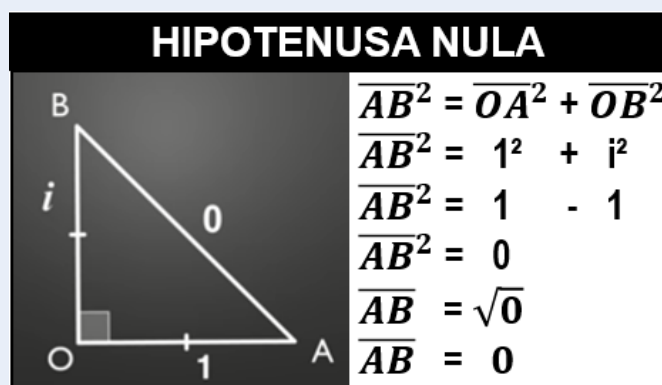 HIPOTENUSA NULA
B
i
0
O
1
A
AB² = OA² + OB²
AB² = 1² + i²
AB² = 1 - 1
AB² = 0
AB = √0
AB = 0